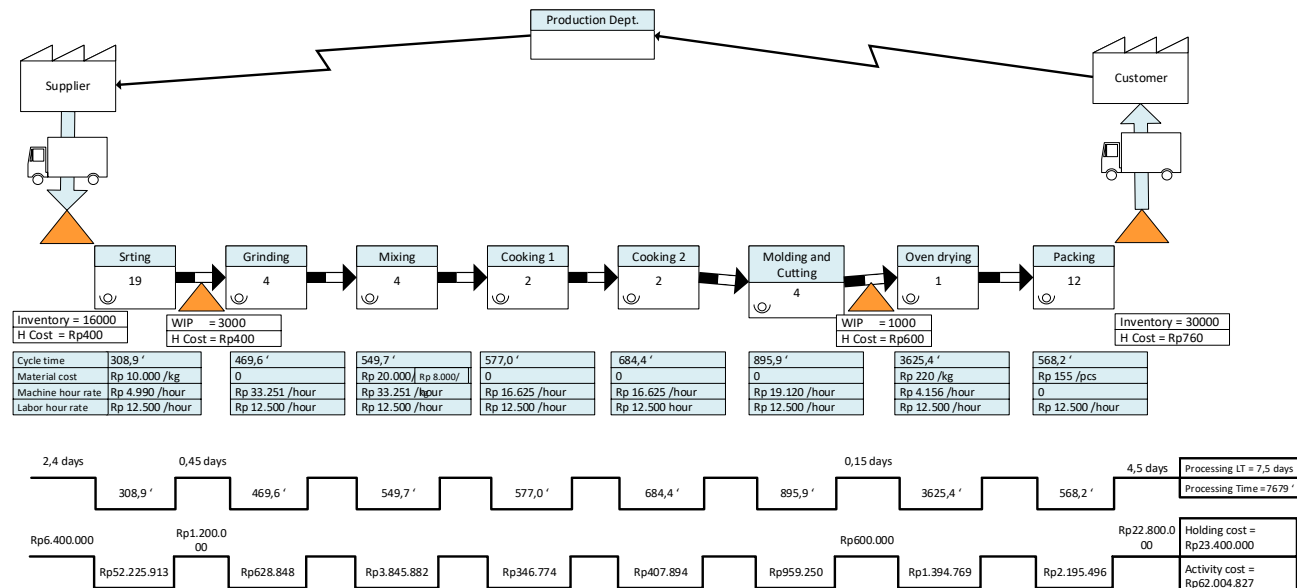 Production Dept.
Supplier
Customer
Srting
19
Grinding
4
Mixing
4
Cooking 1
2
Cooking 2
2
Molding and
Cutting
4
Oven drying
1
Packing
12
Inventory = 16000
H Cost = Rp400
WIP = 3000
H Cost = Rp400
WIP = 1000
H Cost = Rp600
Inventory = 30000
H Cost = Rp760
Cycle time 308,9 ‘ 469,6 ‘ 549,7 ‘ 577,0 ‘ 684,4 ‘ 895,9 ‘ 3625,4 ‘ 568,2 ‘
Material cost Rp 10.000 /kg 0 Rp 20.000/ Rp 8.000/ 0 0 0 Rp 220 /kg Rp 155 /pcs
Machine hour rate Rp 4.990 /hour Rp 33.251 /hour Rp 33.251 /hour Rp 16.625 /hour Rp 16.625 /hour Rp 19.120 /hour Rp 4.156 /hour 0
Labor hour rate Rp 12.500 /hour Rp 12.500 /hour Rp 12.500 /hour Rp 12.500 /hour Rp 12.500 hour Rp 12.500 /hour Rp 12.500 /hour Rp 12.500 /hour
2,4 days 0,45 days 0,15 days 4,5 days
308,9 ‘ 469,6 ‘ 549,7 ‘ 577,0 ‘ 684,4 ‘ 895,9 ‘ 3625,4 ‘ 568,2 ‘
Processing LT = 7,5 days
Processing Time =7679 ‘
Rp6.400.000
Rp1.200.0
00
Rp600.000
Rp22.800.0
00
Holding cost =
Rp23.400.000
Rp52.225.913 Rp628.848 Rp3.845.882 Rp346.774 Rp407.894 Rp959.250 Rp1.394.769 Rp2.195.496
Activity cost =
Rp62.004.827